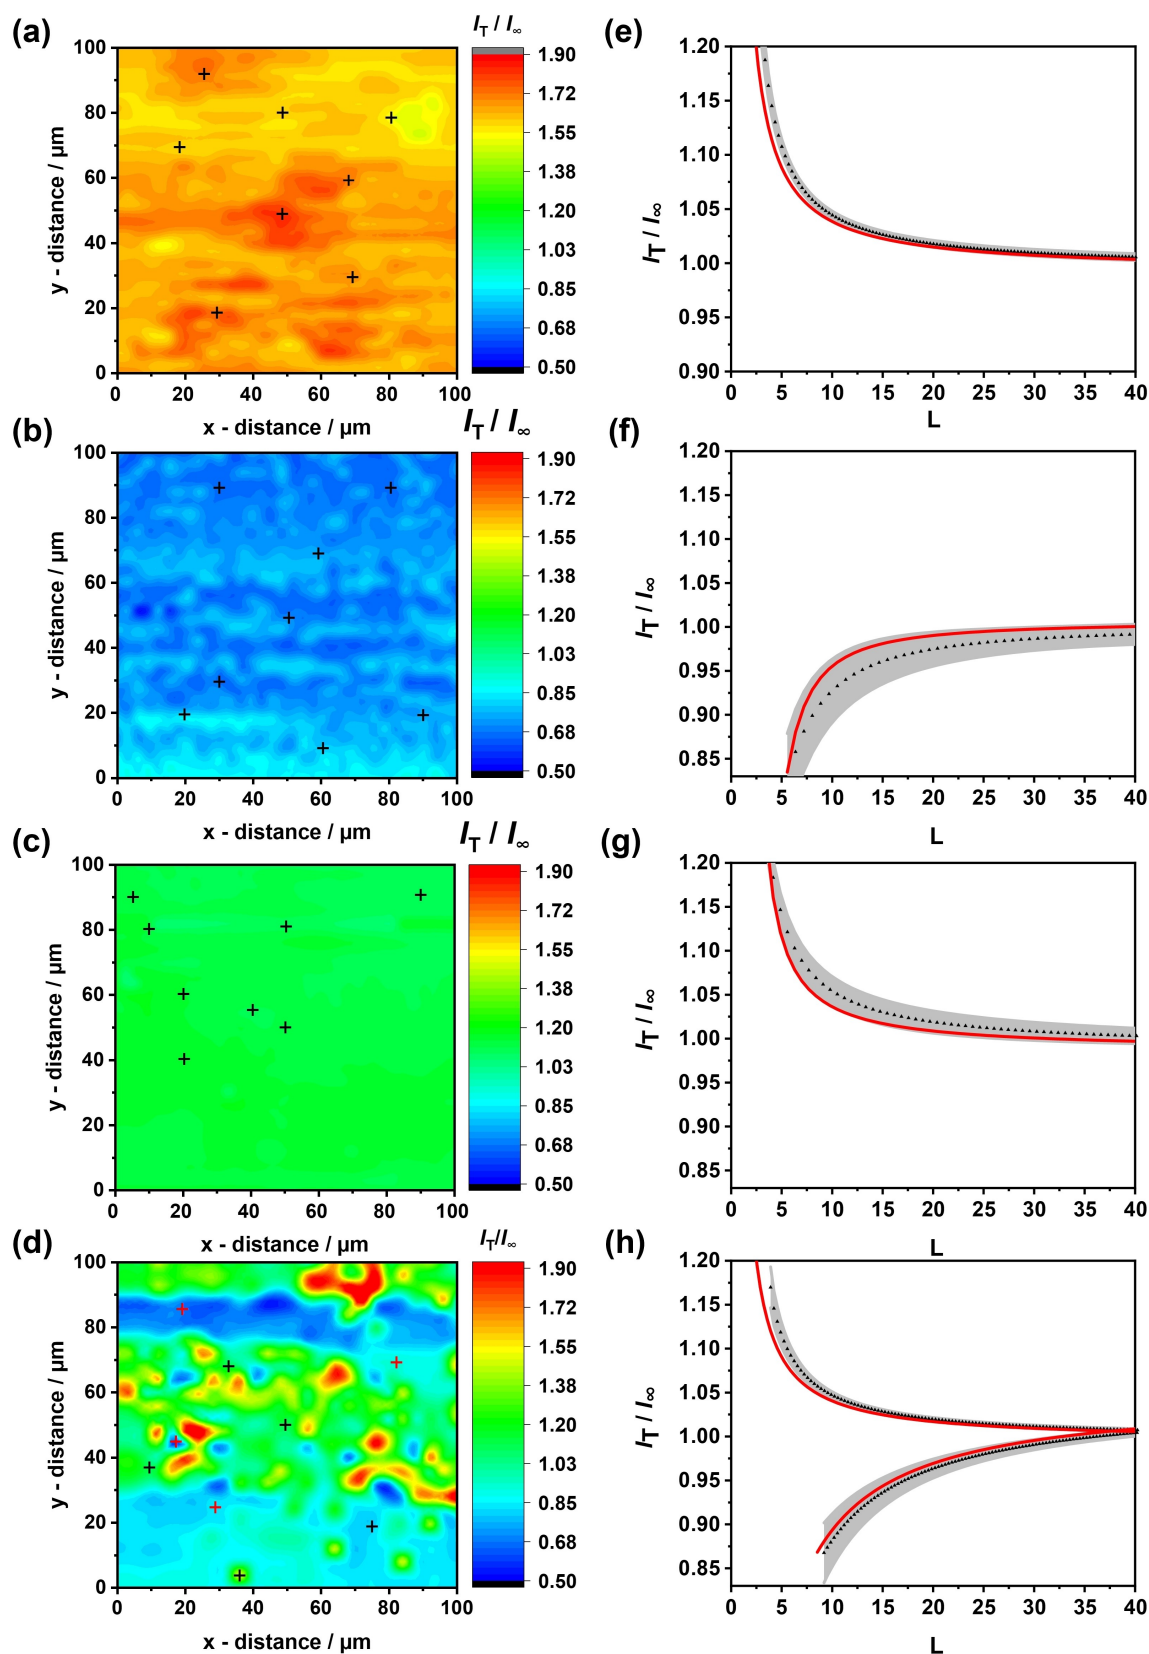 (a)
I_T / I_∞
100
80
60
40
20
0
0 20 40 60 80 100
y - distance / µm
x - distance / µm
1.90
1.72
1.55
1.38
1.20
1.03
0.85
0.68
0.50
(e)
1.20
1.15
1.10
1.05
1.00
0.95
0.90
0 5 10 15 20 25 30 35 40
I_T / I_∞
L
(b)
I_T / I_∞
100
80
60
40
20
0
0 20 40 60 80 100
y - distance / µm
x - distance / µm
1.90
1.72
1.55
1.38
1.20
1.03
0.85
0.68
0.50
(f)
1.20
1.15
1.10
1.05
1.00
0.95
0.90
0.85
0 5 10 15 20 25 30 35 40
I_T / I_∞
L
(c)
I_T / I_∞
100
80
60
40
20
0
0 20 40 60 80 100
y - distance / µm
x - distance / µm
1.90
1.72
1.55
1.38
1.20
1.03
0.85
0.68
0.50
(g)
1.20
1.15
1.10
1.05
1.00
0.95
0.90
0.85
0 5 10 15 20 25 30 35 40
I_T / I_∞
L
(d)
I_T/I_∞
100
80
60
40
20
0
0 20 40 60 80 100
y - distance / µm
x - distance / µm
1.90
1.72
1.55
1.38
1.20
1.03
0.85
0.68
0.50
(h)
1.20
1.15
1.10
1.05
1.00
0.95
0.90
0.85
0 5 10 15 20 25 30 35 40
I_T / I_∞
L